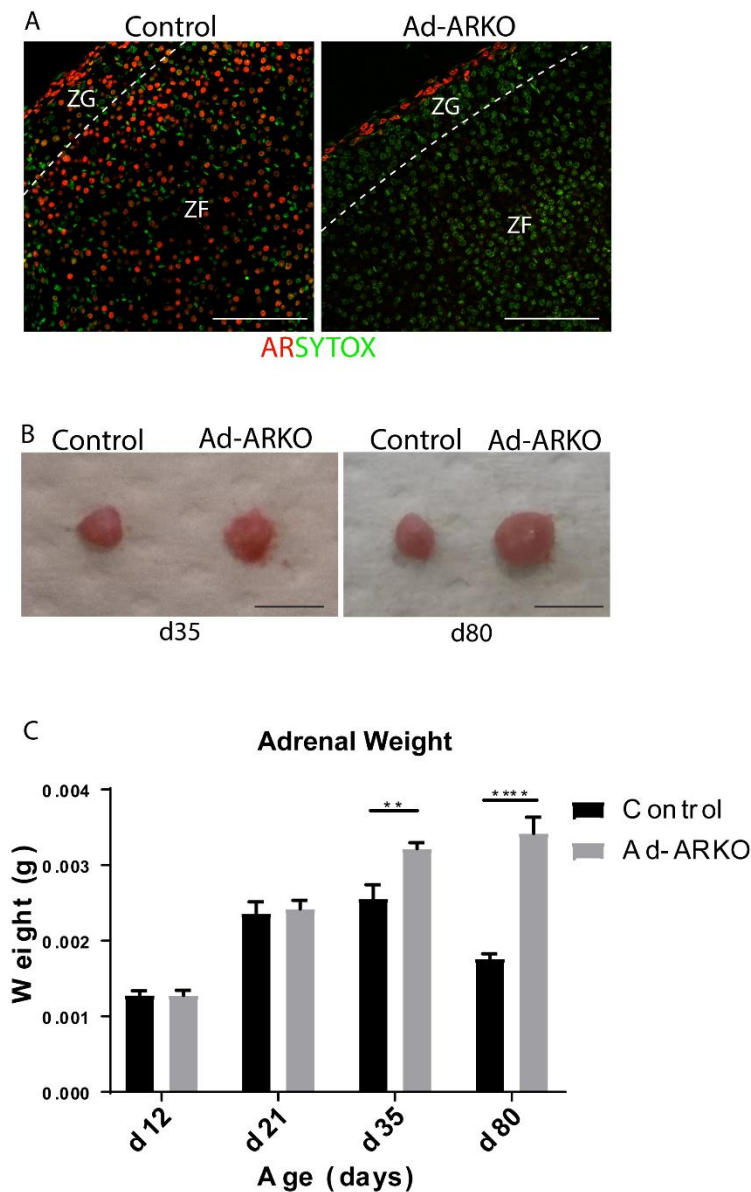 A
Control Ad-ARKO
ZG ZG
ZF ZF
ARSYTOX
B
Control Ad-ARKO Control Ad-ARKO
d35 d80
C
Adrenal Weight
Weight (g)
0.004
0.003
0.002
0.001
0.000
** ****
Control
Ad-ARKO
d12 d21 d35 d80
Age (days)